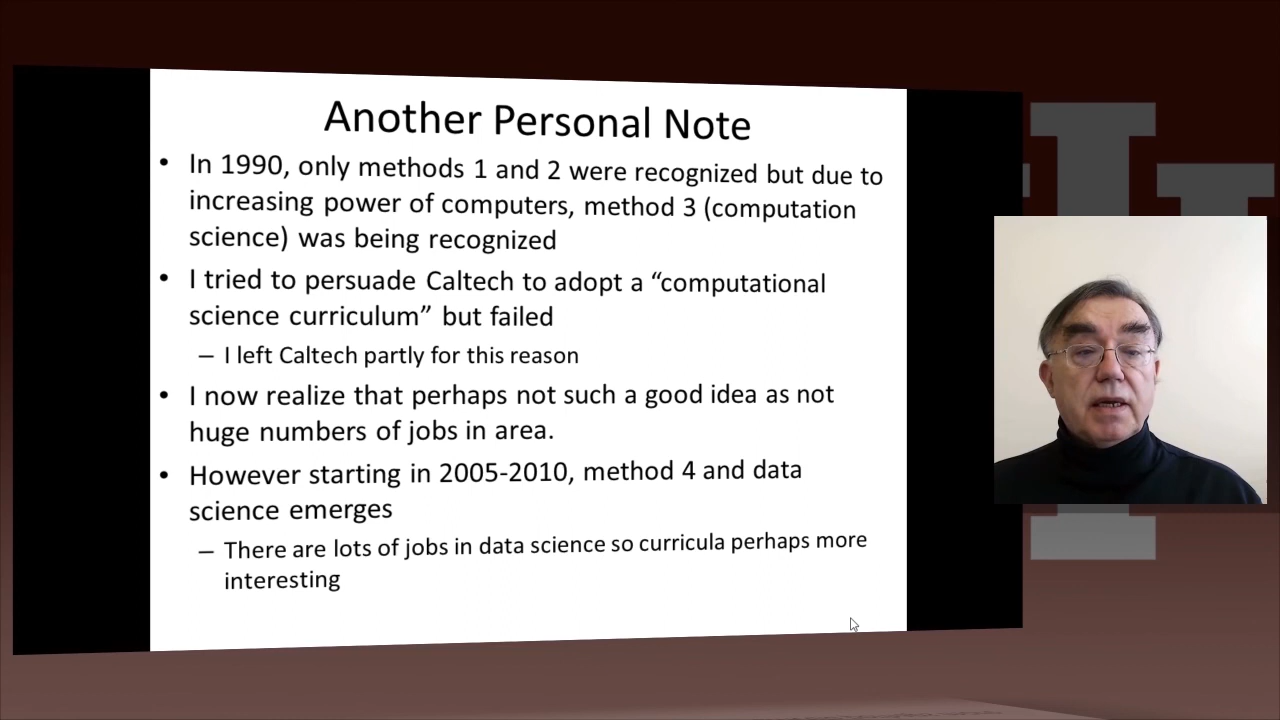 Another Personal Note
• In 1990, only methods 1 and 2 were recognized but due to
increasing power of computers, method 3 (computation
science) was being recognized
• I tried to persuade Caltech to adopt a “computational
science curriculum” but failed
– I left Caltech partly for this reason
• I now realize that perhaps not such a good idea as not
huge numbers of jobs in area.
• However starting in 2005-2010, method 4 and data
science emerges
– There are lots of jobs in data science so curricula perhaps more
interesting